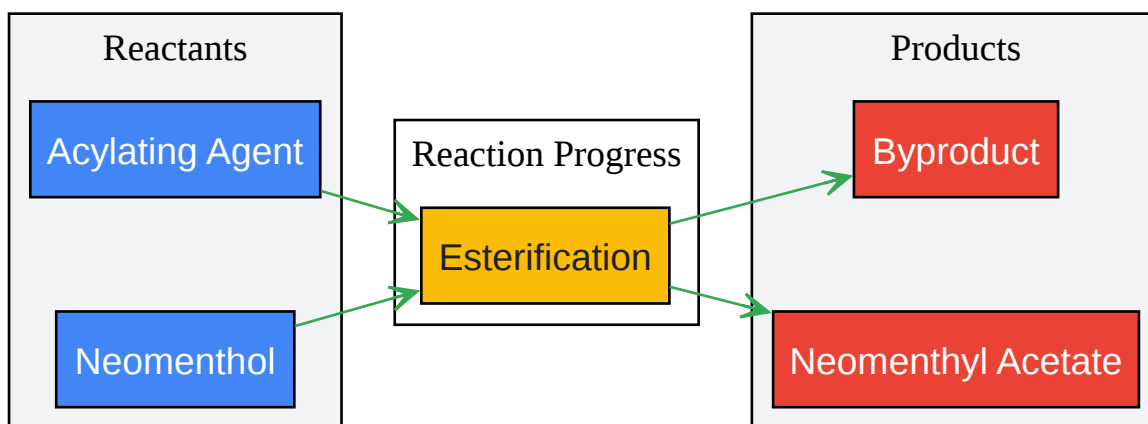 Reactants
Acylating Agent
Neomenthol
Reaction Progress
Esterification
Products
Byproduct
Neomenthyl Acetate